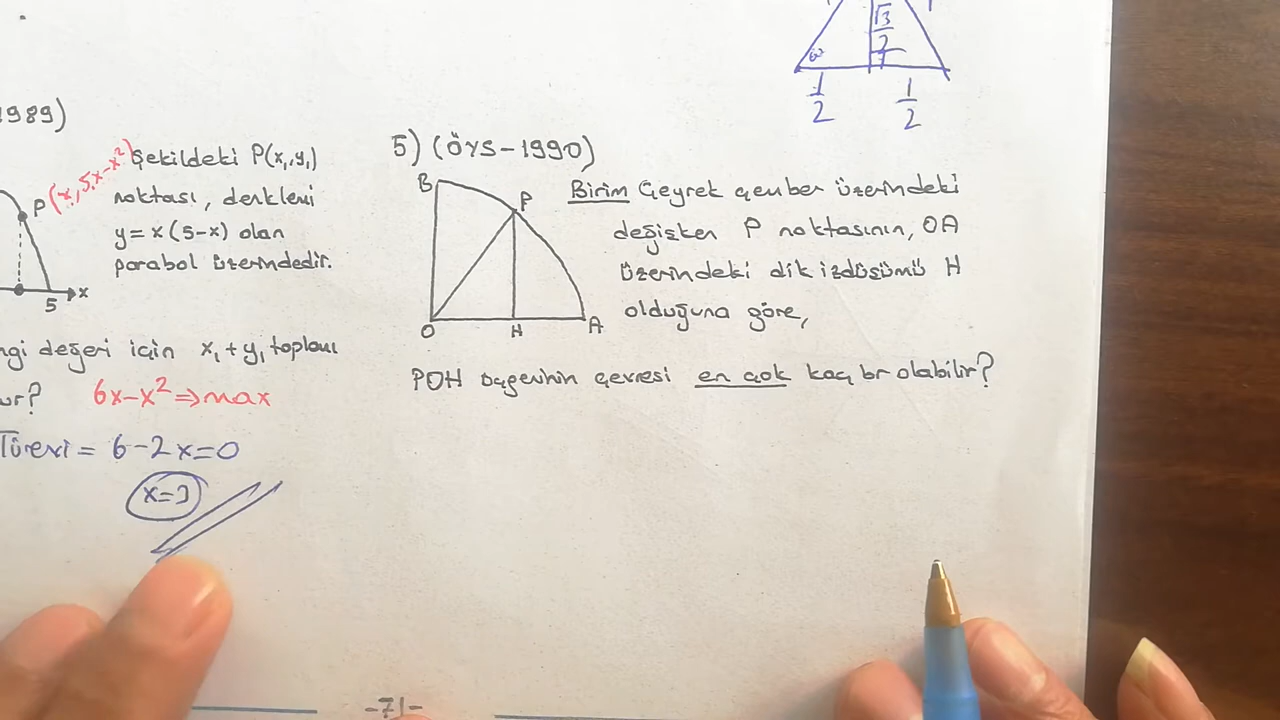 √3
2
1
2
1
2
1989)
P (x, 5x-x²)
Şekildeki P(x₁,y₁)
noktası, denklemi
y=x(5-x) olan
parabol üzerindedir.
5
x
ngi değeri için x₁+y₁ toplamı
ur? 6x-x²⇒max
Türevi = 6-2x=0
x=3
5) (ÖYS-1990)
B
P
O
H
A
Birim Çeyrek çember üzerindeki
değişken P noktasının, OA
üzerindeki dik izdüşümü H
olduğuna göre,
POH üçgeninin çevresi en çok kaç br olabilir?
-71-